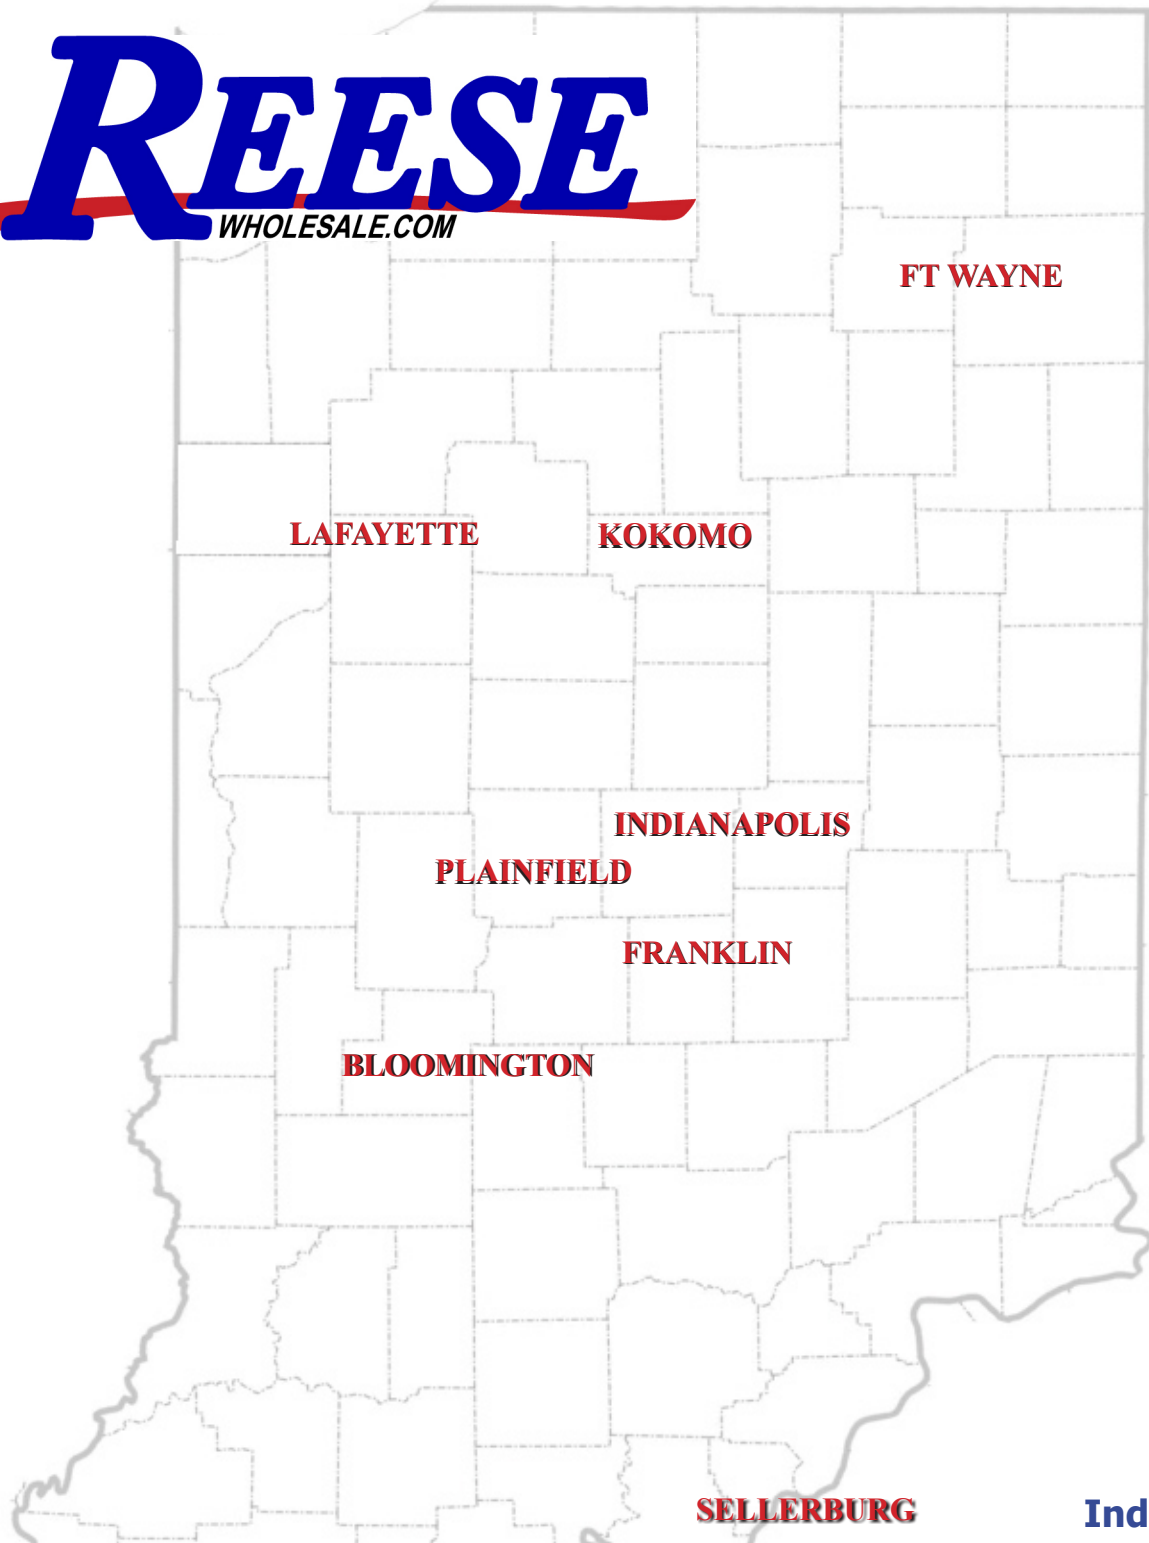 REESE
WHOLESALE.COM
FT WAYNE
LAFAYETTE
KOKOMO
INDIANAPOLIS
PLAINFIELD
FRANKLIN
BLOOMINGTON
SELLERBURG
Ind